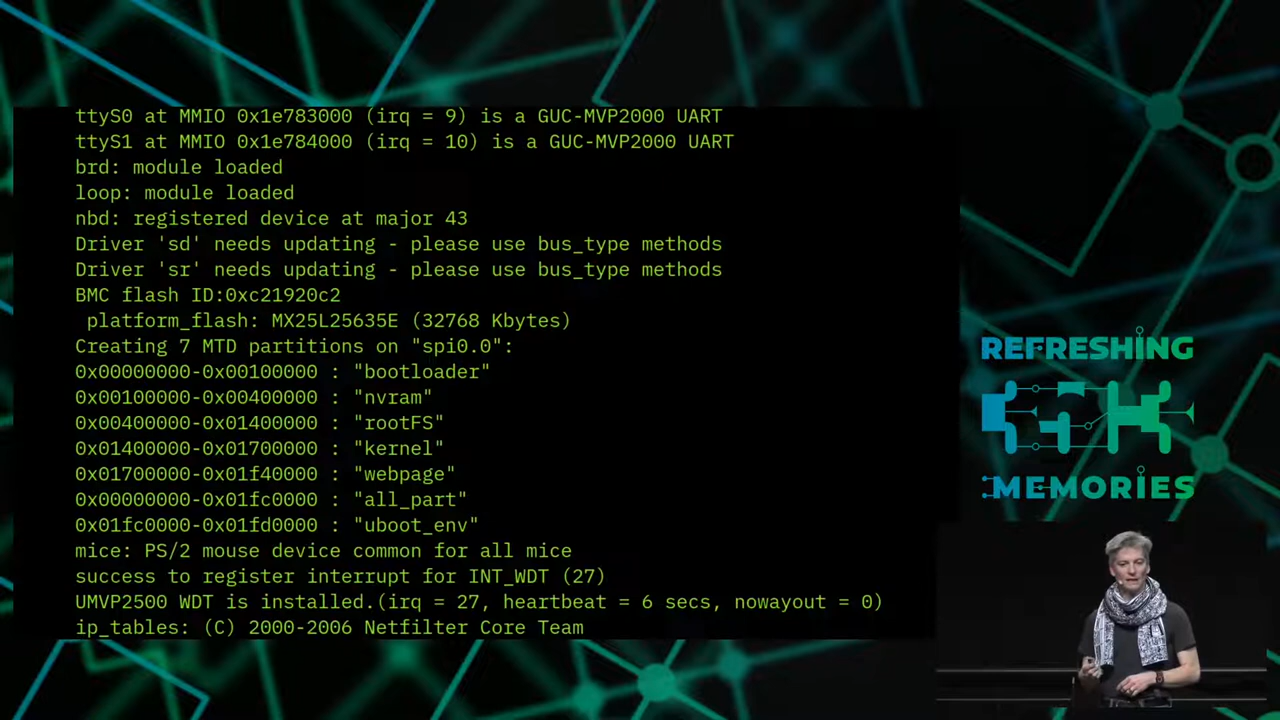 ttyS0 at MMIO 0x1e783000 (irq = 9) is a GUC-MVP2000 UART
ttyS1 at MMIO 0x1e784000 (irq = 10) is a GUC-MVP2000 UART
brd: module loaded
loop: module loaded
nbd: registered device at major 43
Driver 'sd' needs updating - please use bus_type methods
Driver 'sr' needs updating - please use bus_type methods
BMC flash ID:0xc21920c2
 platform_flash: MX25L25635E (32768 Kbytes)
Creating 7 MTD partitions on "spi0.0":
0x00000000-0x00100000 : "bootloader"
0x00100000-0x00400000 : "nvram"
0x00400000-0x01400000 : "rootFS"
0x01400000-0x01700000 : "kernel"
0x01700000-0x01f40000 : "webpage"
0x00000000-0x01fc0000 : "all_part"
0x01fc0000-0x01fd0000 : "uboot_env"
mice: PS/2 mouse device common for all mice
success to register interrupt for INT_WDT (27)
UMVP2500 WDT is installed.(irq = 27, heartbeat = 6 secs, nowayout = 0)
ip_tables: (C) 2000-2006 Netfilter Core Team
REFRESHING
MEMORIES